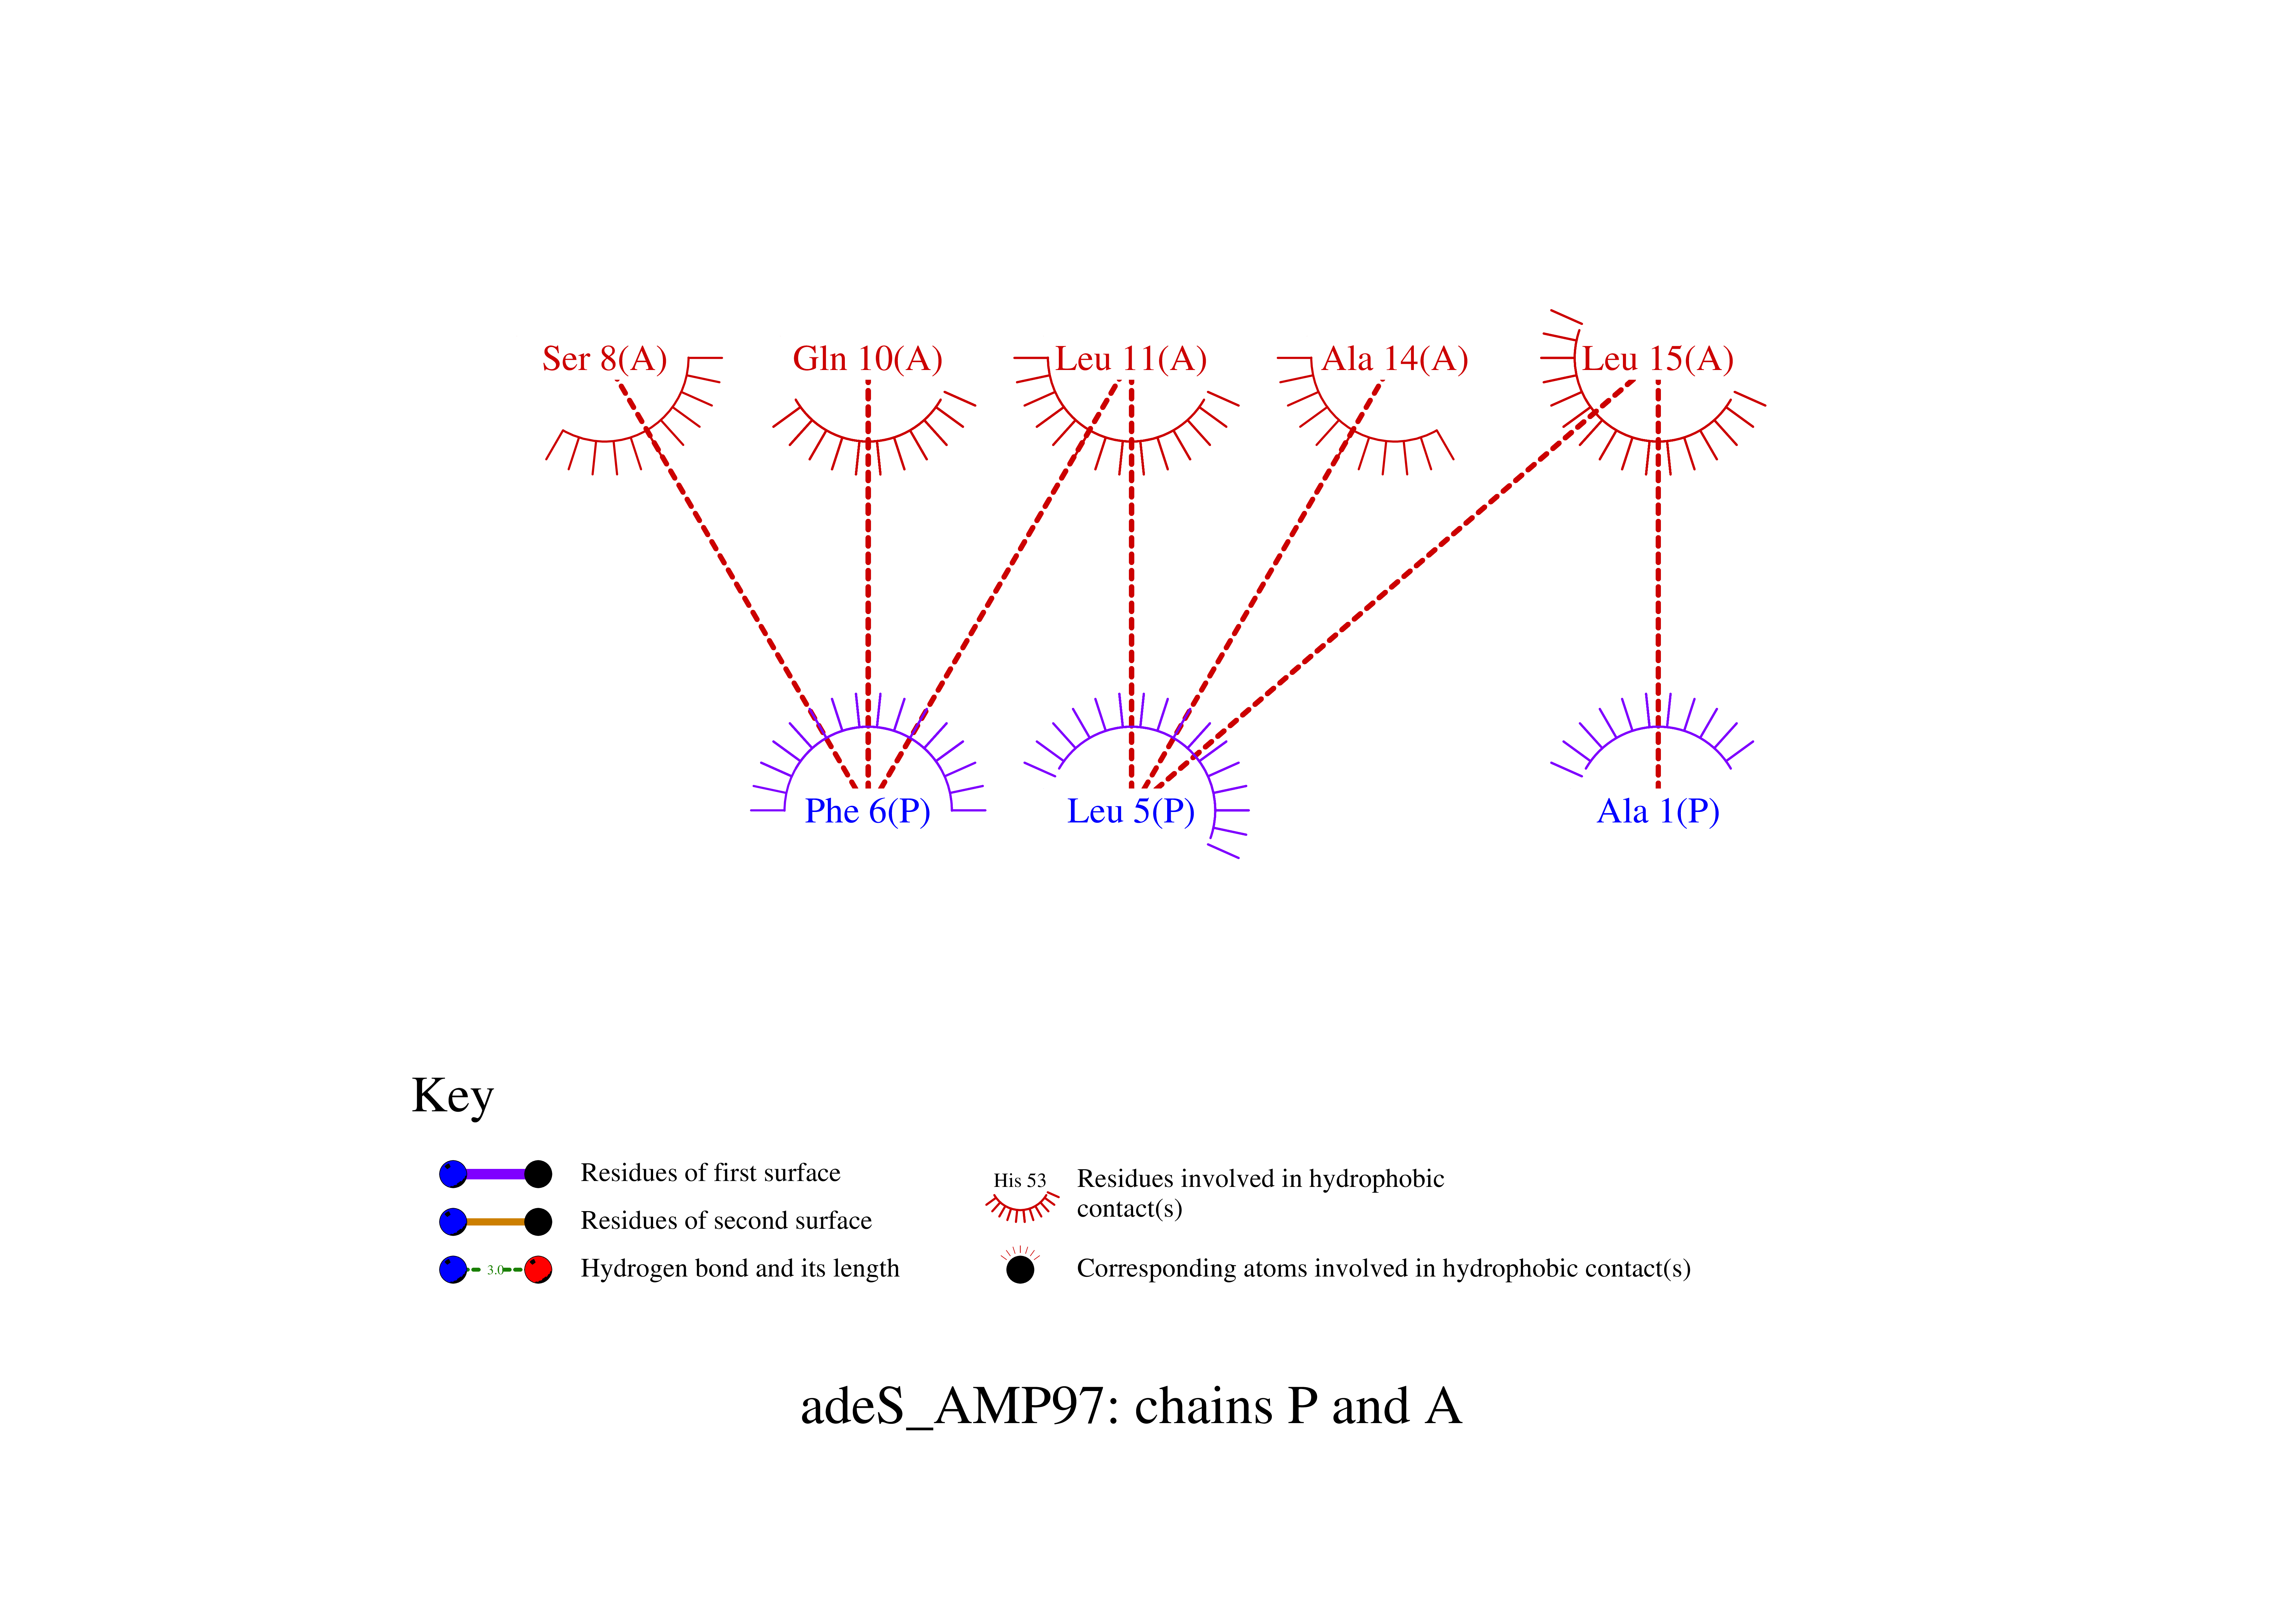 Ser 8(A) Gln 10(A) Leu 11(A) Ala 14(A) Leu 15(A)
Phe 6(P) Leu 5(P) Ala 1(P)
Key
Residues of first surface
Residues of second surface
3.0 Hydrogen bond and its length
His 53 Residues involved in hydrophobic
contact(s)
Corresponding atoms involved in hydrophobic contact(s)
adeS_AMP97: chains P and A